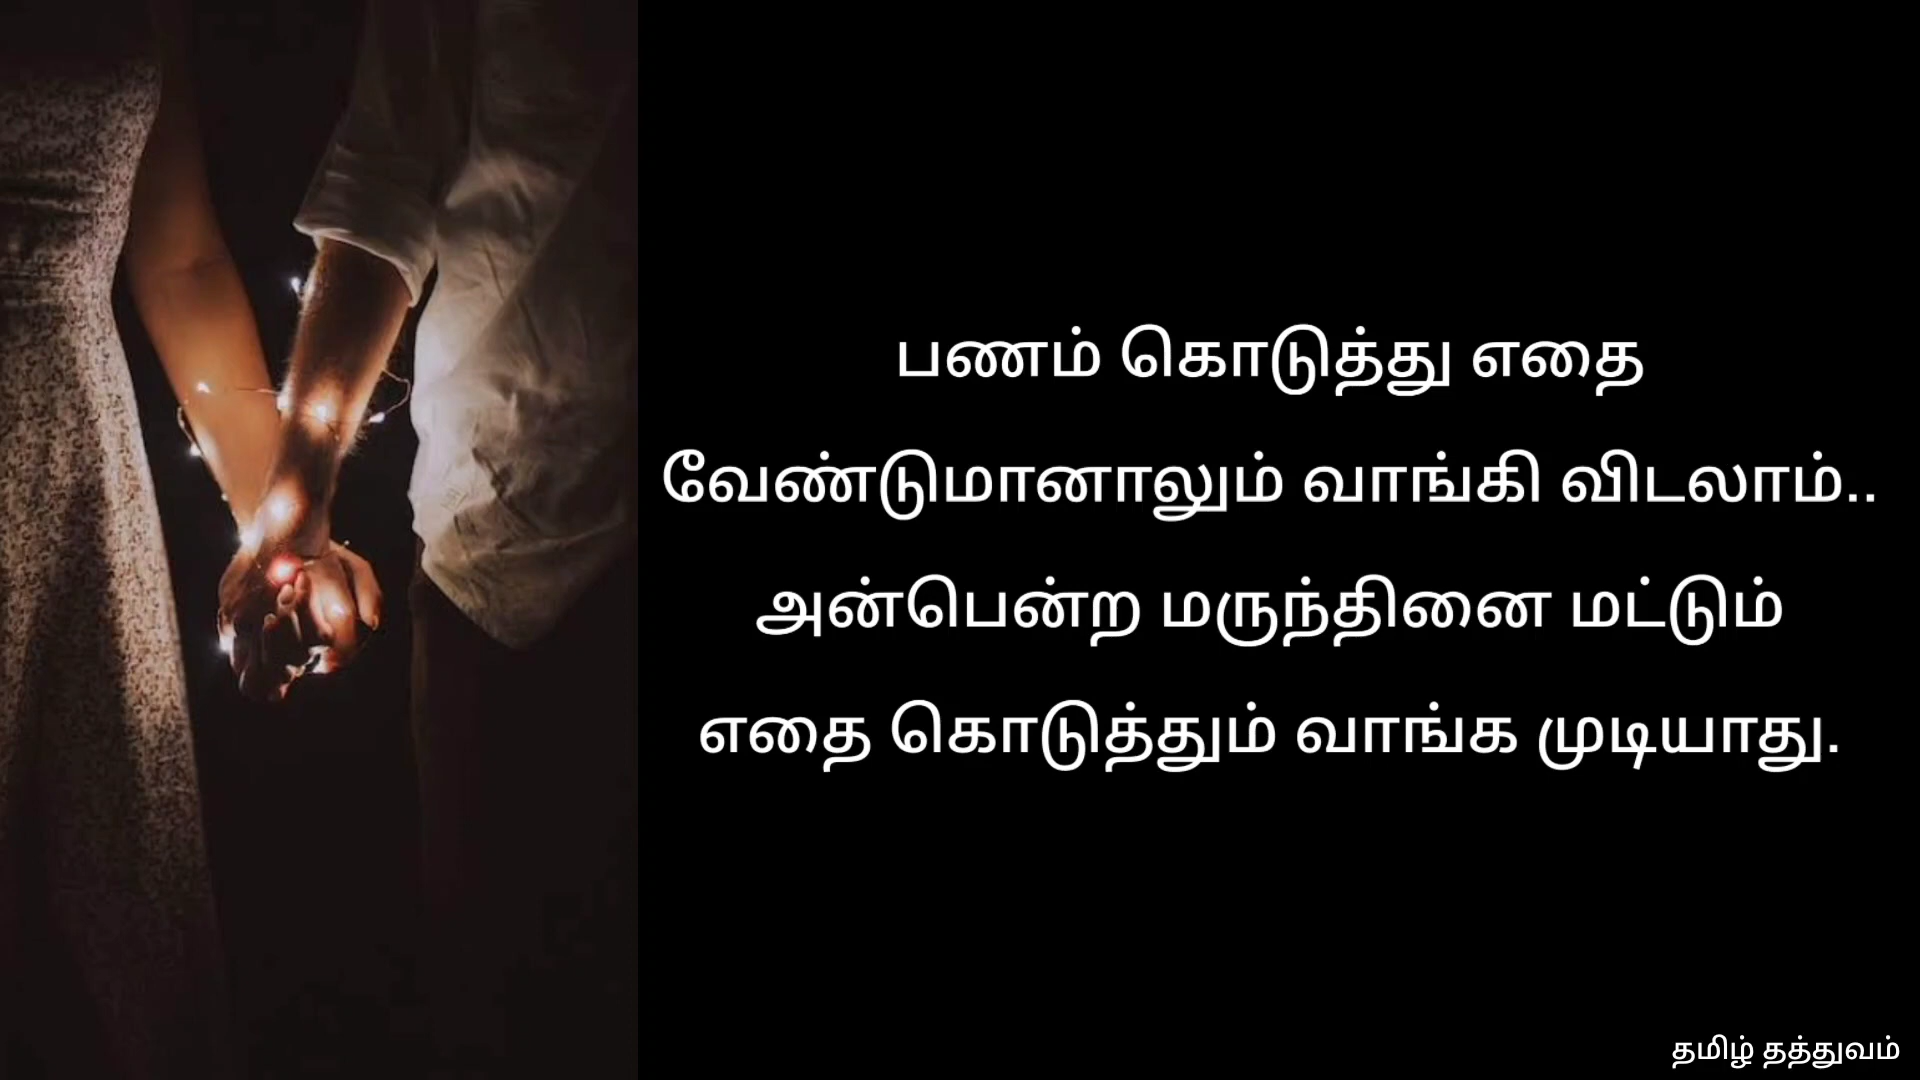 பணம் கொடுத்து எதை
வேண்டுமானாலும் வாங்கி விடலாம்..
அன்பென்ற மருந்தினை மட்டும்
எதை கொடுத்தும் வாங்க முடியாது.
தமிழ் தத்துவம்